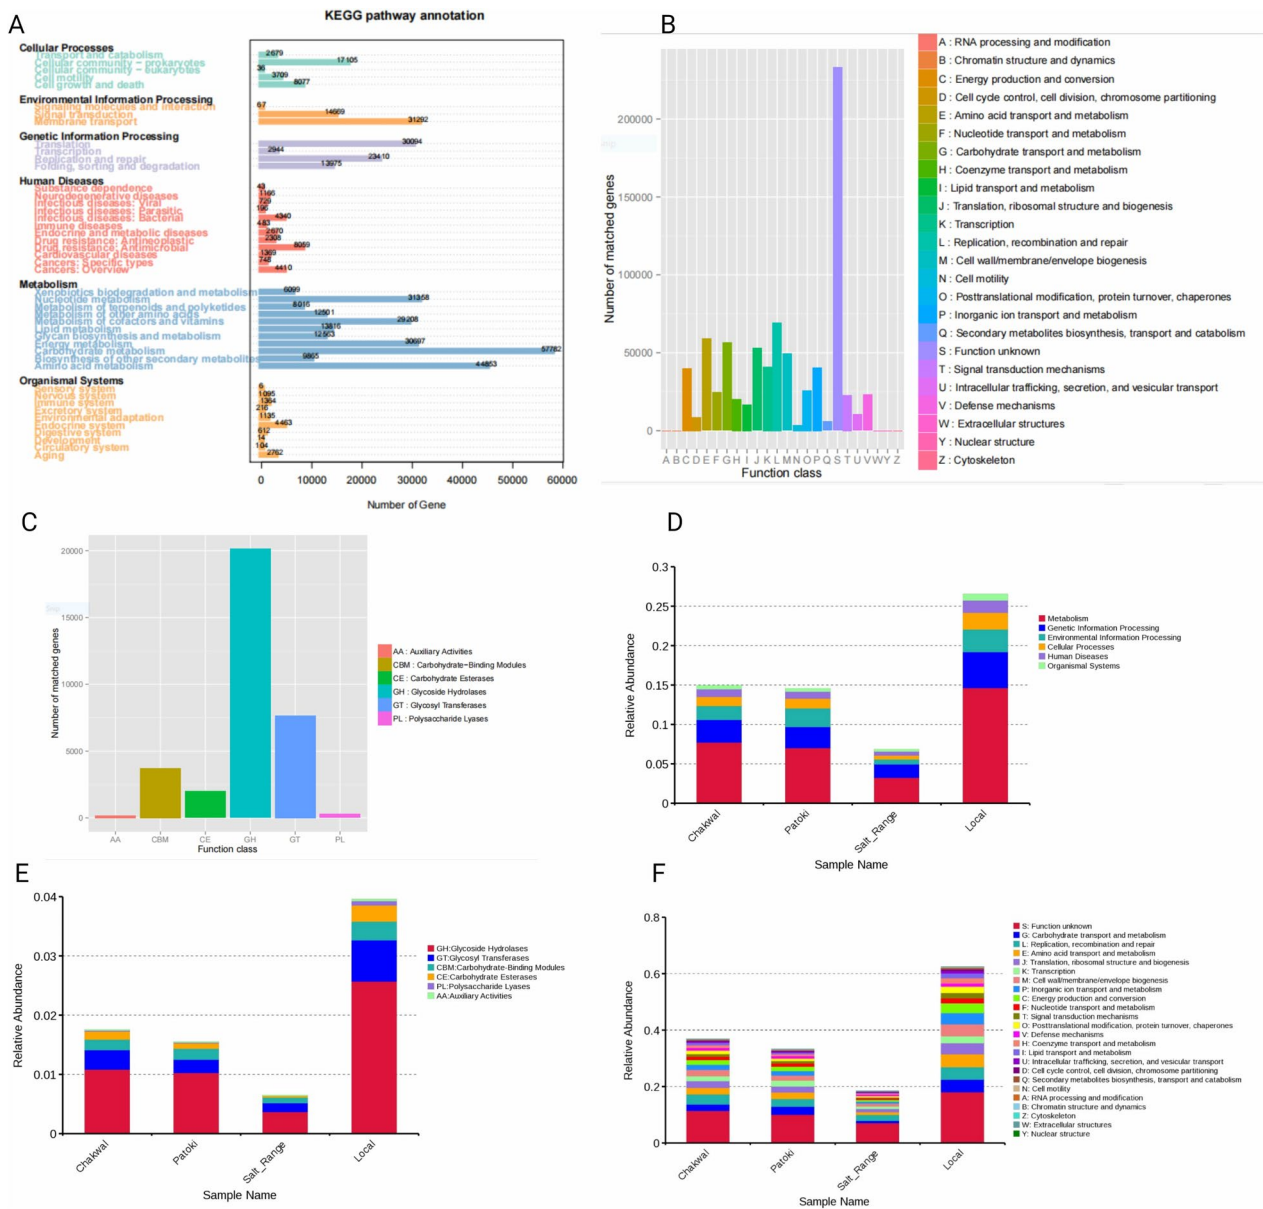 A
KEGG pathway annotation
Cellular Processes
Transport and catabolism 2679
Cellular community − prokaryotes 17105
Cellular community − eukaryotes 36
Cell motility 3709
Cell growth and death 8077
Environmental Information Processing
Signaling molecules and interaction 67
Signal transduction 14669
Membrane transport 31292
Genetic Information Processing
Translation 30094
Transcription 2944
Replication and repair 23410
Folding, sorting and degradation 13975
Human Diseases
Substance dependence 43
Neurodegenerative diseases 1166
Infectious diseases: Viral 729
Infectious diseases: Parasitic 196
Infectious diseases: Bacterial 4340
Immune diseases 483
Endocrine and metabolic diseases 2670
Drug resistance: Antineoplastic 2308
Drug resistance: Antimicrobial 8059
Cardiovascular diseases 1369
Cancers: Specific types 748
Cancers: Overview 4410
Metabolism
Xenobiotics biodegradation and metabolism 6099
Nucleotide metabolism 31358
Metabolism of terpenoids and polyketides 8016
Metabolism of other amino acids 12501
Metabolism of cofactors and vitamins 29208
Lipid metabolism 13816
Glycan biosynthesis and metabolism 12563
Energy metabolism 30697
Carbohydrate metabolism 57782
Biosynthesis of other secondary metabolites 9865
Amino acid metabolism 44853
Organismal Systems
Sensory system 6
Nervous system 1095
Immune system 1364
Excretory system 216
Environmental adaptation 1135
Endocrine system 4463
Digestive system 612
Development 14
Circulatory system 104
Aging 2762
0 10000 20000 30000 40000 50000 60000
Number of Gene
B
Number of matched genes
200000
150000
100000
50000
0
A B C D E F G H I J K L M N O P Q S T U V W Y Z
Function class
A : RNA processing and modification
B : Chromatin structure and dynamics
C : Energy production and conversion
D : Cell cycle control, cell division, chromosome partitioning
E : Amino acid transport and metabolism
F : Nucleotide transport and metabolism
G : Carbohydrate transport and metabolism
H : Coenzyme transport and metabolism
I : Lipid transport and metabolism
J : Translation, ribosomal structure and biogenesis
K : Transcription
L : Replication, recombination and repair
M : Cell wall/membrane/envelope biogenesis
N : Cell motility
O : Posttranslational modification, protein turnover, chaperones
P : Inorganic ion transport and metabolism
Q : Secondary metabolites biosynthesis, transport and catabolism
S : Function unknown
T : Signal transduction mechanisms
U : Intracellular trafficking, secretion, and vesicular transport
V : Defense mechanisms
W : Extracellular structures
Y : Nuclear structure
Z : Cytoskeleton
C
Number of matched genes
20000
15000
10000
5000
0
AA CBM CE GH GT PL
Function class
AA : Auxiliary Activities
CBM : Carbohydrate−Binding Modules
CE : Carbohydrate Esterases
GH : Glycoside Hydrolases
GT : Glycosyl Transferases
PL : Polysaccharide Lyases
D
Relative Abundance
0.3
0.25
0.2
0.15
0.1
0.05
0
Chakwal Patoki Salt_Range Local
Sample Name
Metabolism
Genetic Information Processing
Environmental Information Processing
Cellular Processes
Human Diseases
Organismal Systems
E
Relative Abundance
0.04
0.03
0.02
0.01
0
Chakwal Patoki Salt_Range Local
Sample Name
GH:Glycoside Hydrolases
GT:Glycosyl Transferases
CBM:Carbohydrate-Binding Modules
CE:Carbohydrate Esterases
PL:Polysaccharide Lyases
AA:Auxiliary Activities
F
Relative Abundance
0.8
0.6
0.4
0.2
0
Chakwal Patoki Salt_Range Local
Sample Name
S: Function unknown
G: Carbohydrate transport and metabolism
L: Replication, recombination and repair
E: Amino acid transport and metabolism
J: Translation, ribosomal structure and biogenesis
K: Transcription
M: Cell wall/membrane/envelope biogenesis
P: Inorganic ion transport and metabolism
C: Energy production and conversion
F: Nucleotide transport and metabolism
T: Signal transduction mechanisms
O: Posttranslational modification, protein turnover, chaperones
V: Defense mechanisms
H: Coenzyme transport and metabolism
I: Lipid transport and metabolism
U: Intracellular trafficking, secretion, and vesicular transport
D: Cell cycle control, cell division, chromosome partitioning
Q: Secondary metabolites biosynthesis, transport and catabolism
N: Cell motility
A: RNA processing and modification
B: Chromatin structure and dynamics
Z: Cytoskeleton
W: Extracellular structures
Y: Nuclear structure